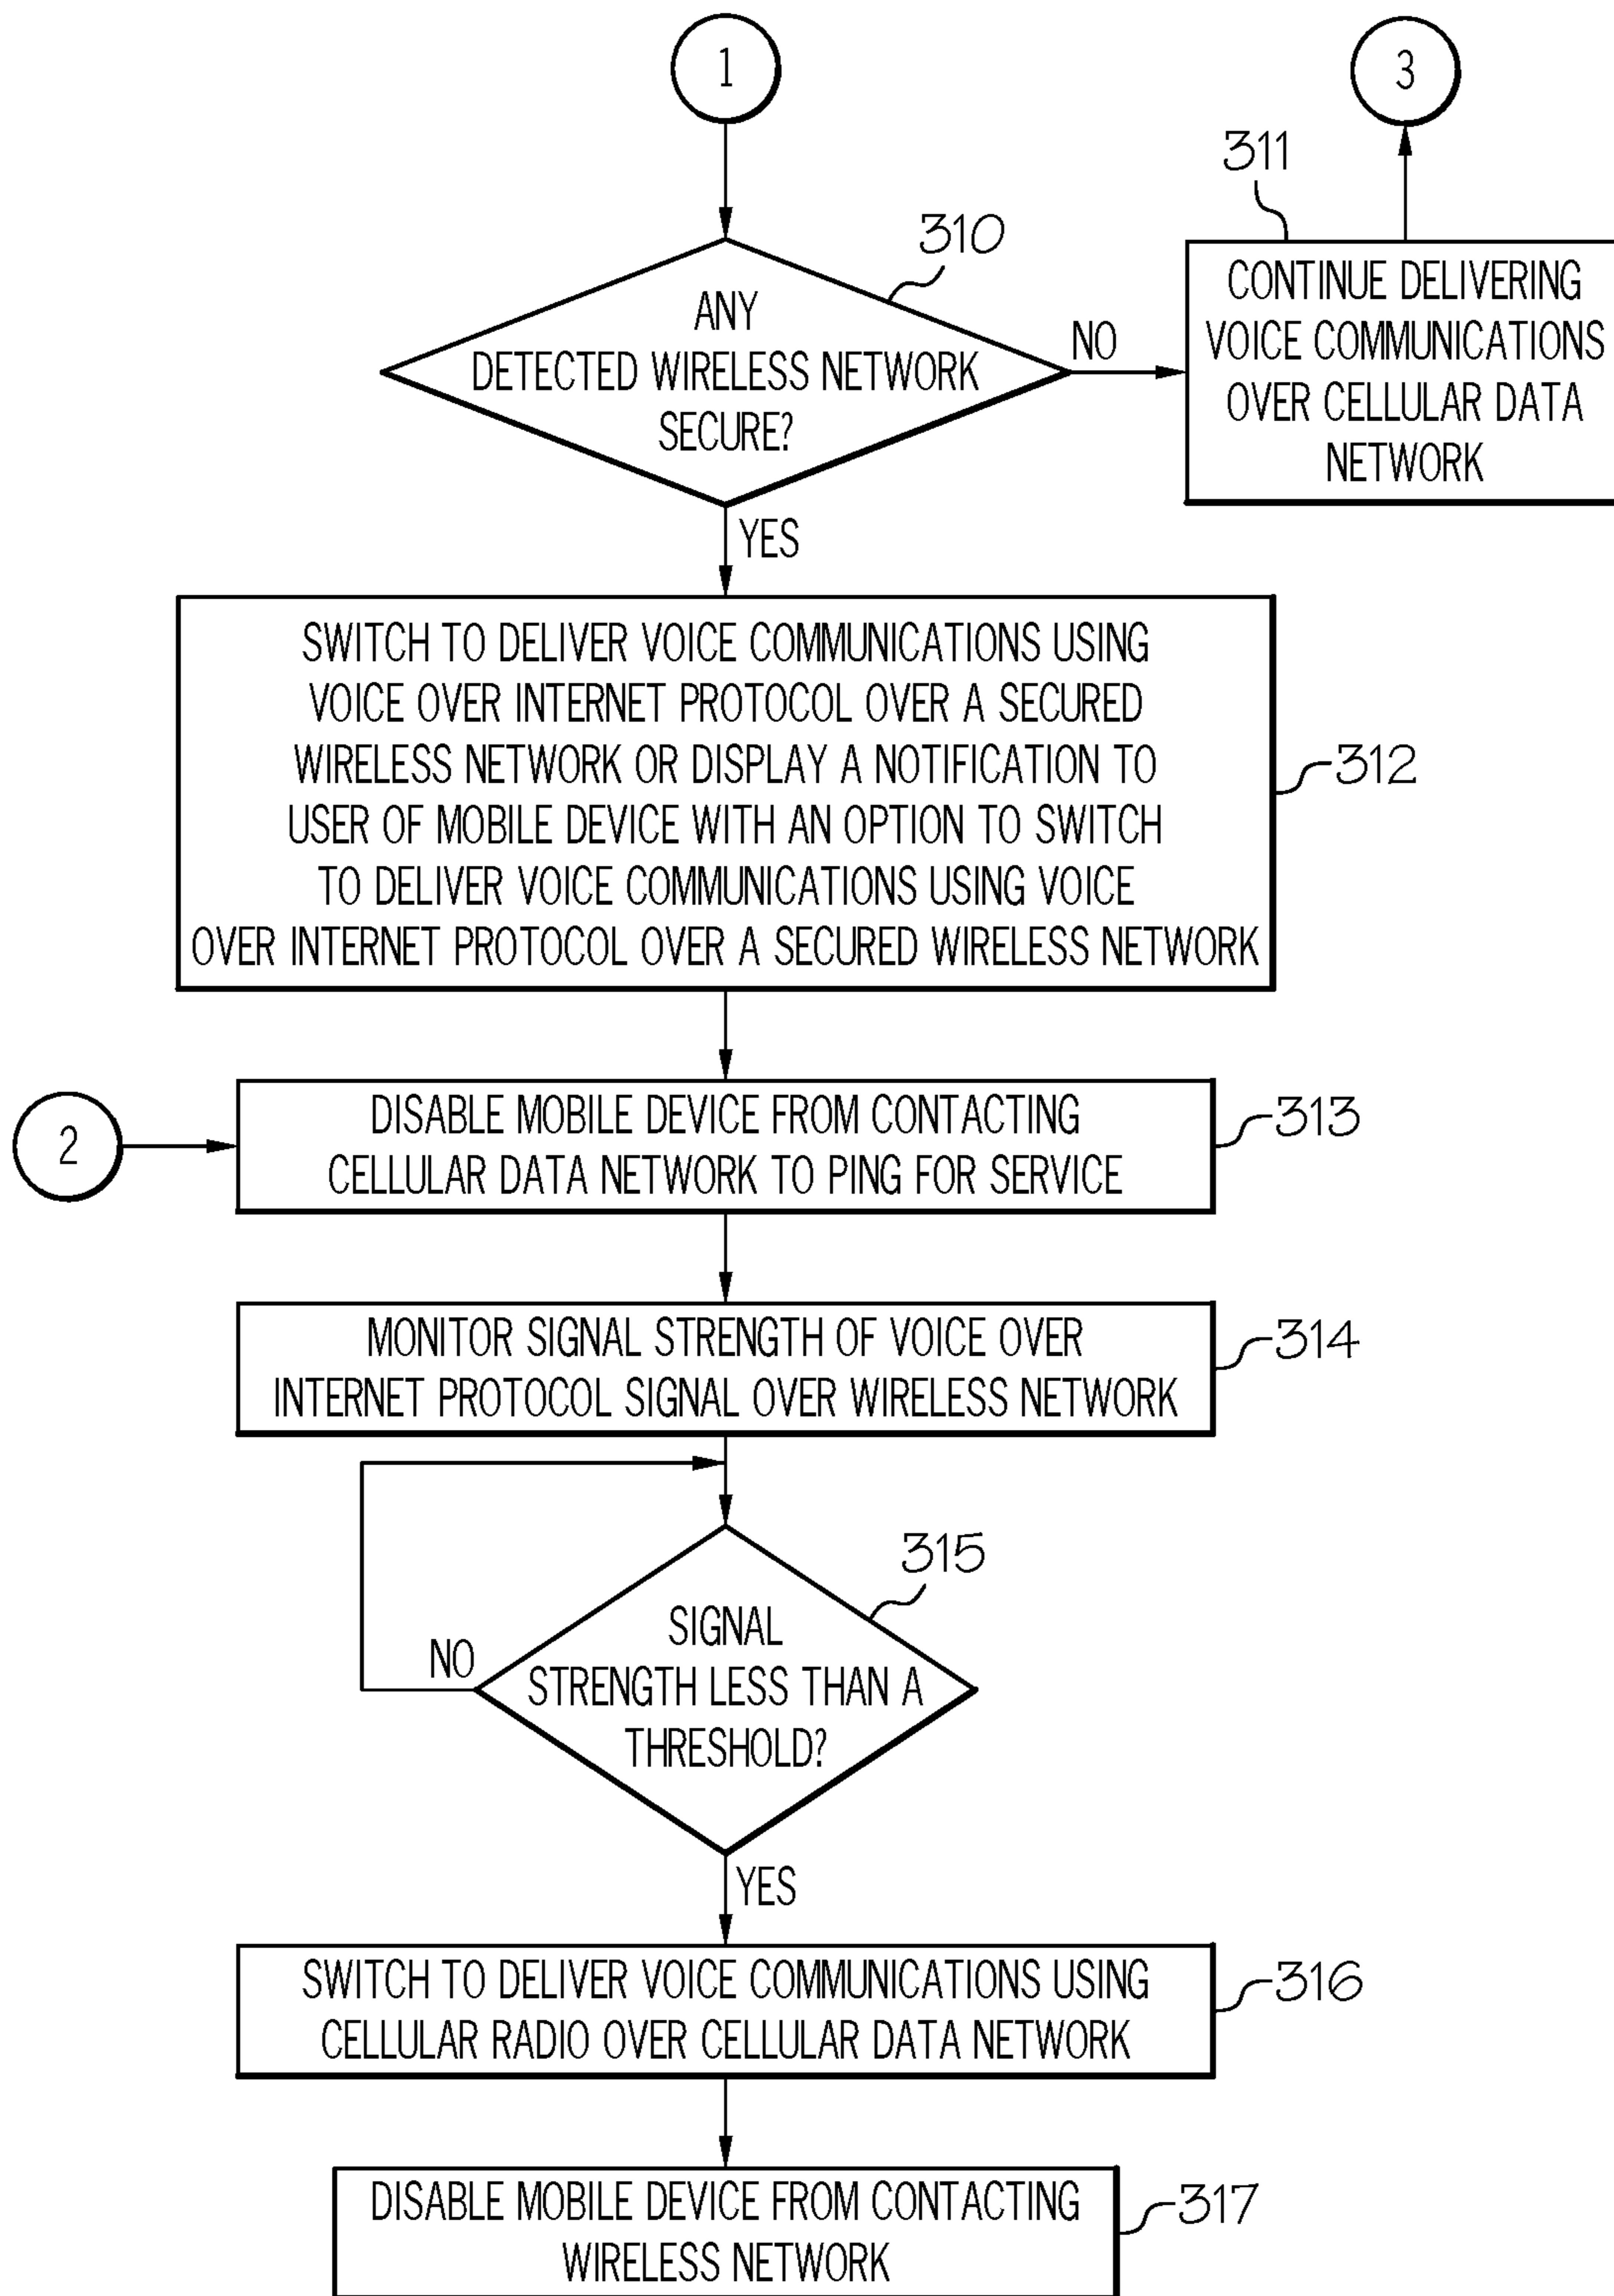 1
3
311
310
ANY
DETECTED WIRELESS NETWORK
SECURE?
NO
CONTINUE DELIVERING
VOICE COMMUNICATIONS
OVER CELLULAR DATA
NETWORK
YES
SWITCH TO DELIVER VOICE COMMUNICATIONS USING
VOICE OVER INTERNET PROTOCOL OVER A SECURED
WIRELESS NETWORK OR DISPLAY A NOTIFICATION TO
USER OF MOBILE DEVICE WITH AN OPTION TO SWITCH
TO DELIVER VOICE COMMUNICATIONS USING VOICE
OVER INTERNET PROTOCOL OVER A SECURED WIRELESS NETWORK
312
2
DISABLE MOBILE DEVICE FROM CONTACTING
CELLULAR DATA NETWORK TO PING FOR SERVICE
313
MONITOR SIGNAL STRENGTH OF VOICE OVER
INTERNET PROTOCOL SIGNAL OVER WIRELESS NETWORK
314
315
SIGNAL
STRENGTH LESS THAN A
THRESHOLD?
NO
YES
SWITCH TO DELIVER VOICE COMMUNICATIONS USING
CELLULAR RADIO OVER CELLULAR DATA NETWORK
316
DISABLE MOBILE DEVICE FROM CONTACTING
WIRELESS NETWORK
317